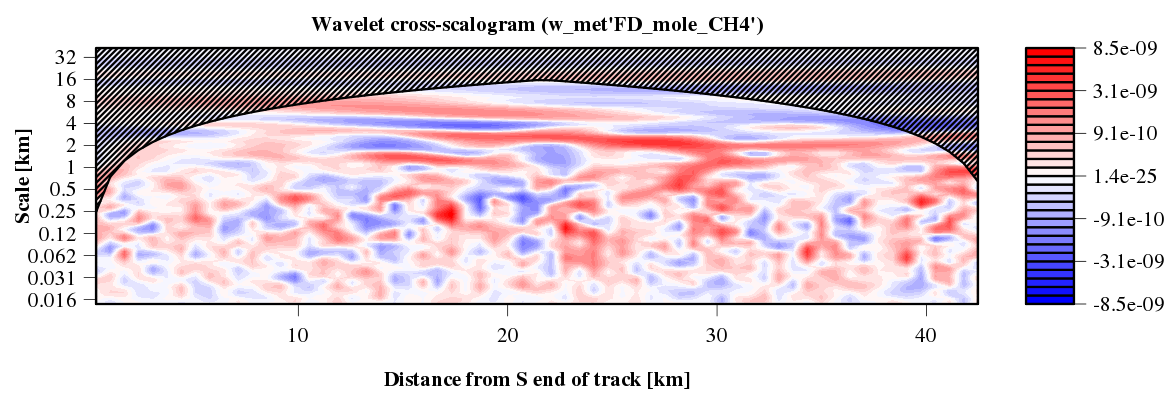 Wavelet cross-scalogram (w_met'FD_mole_CH4')
Scale [km]
32
16
8
4
2
1
0.5
0.25
0.12
0.062
0.031
0.016
10
20
30
40
Distance from S end of track [km]
8.5e-09
3.1e-09
9.1e-10
1.4e-25
-9.1e-10
-3.1e-09
-8.5e-09